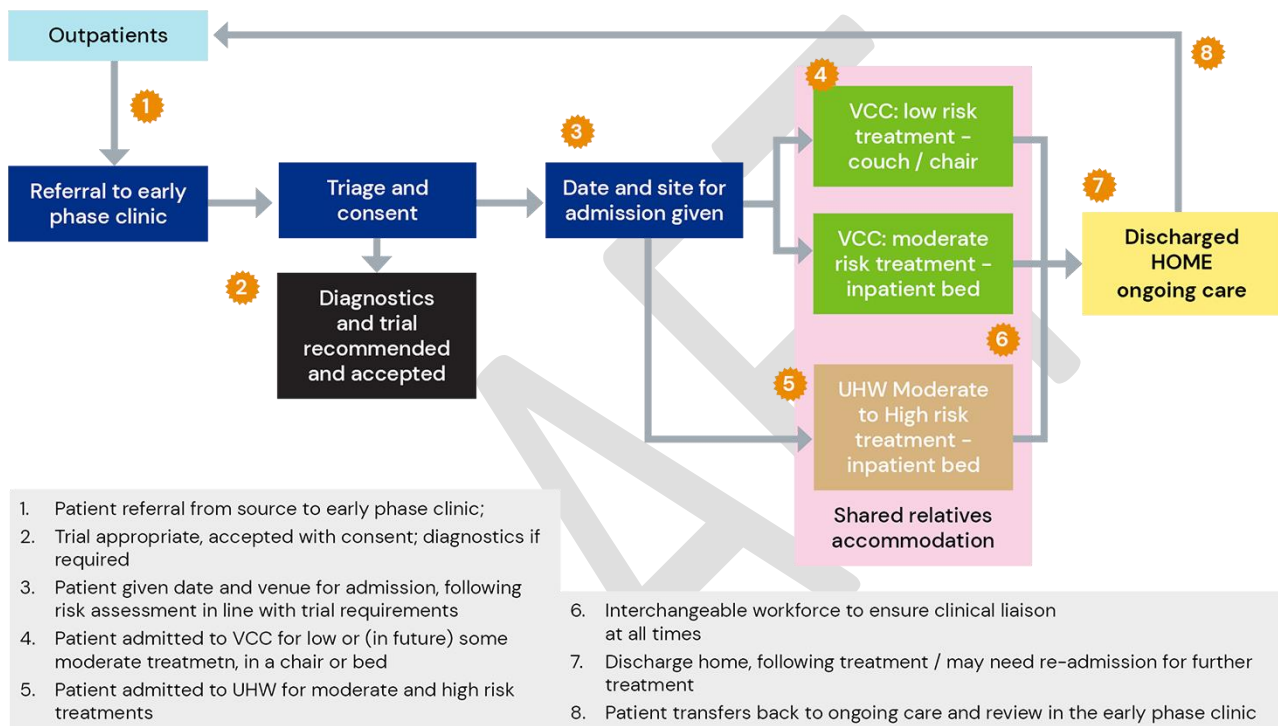 Outpatients
8
1
4
VCC: low risk
treatment –
couch / chair
3
Referral to early
phase clinic
Triage and
consent
Date and site for
admission given
7
2
Diagnostics
and trial
recommended
and accepted
VCC: moderate
risk treatment –
inpatient bed
Discharged
HOME
ongoing care
6
5
UHW Moderate
to High risk
treatment –
inpatient bed
Shared relatives
accommodation
1. Patient referral from source to early phase clinic;
2. Trial appropriate, accepted with consent; diagnostics if
required
3. Patient given date and venue for admission, following
risk assessment in line with trial requirements
4. Patient admitted to VCC for low or (in future) some
moderate treatmetn, in a chair or bed
5. Patient admitted to UHW for moderate and high risk
treatments
6. Interchangeable workforce to ensure clinical liaison
at all times
7. Discharge home, following treatment / may need re-admission for further
treatment
8. Patient transfers back to ongoing care and review in the early phase clinic